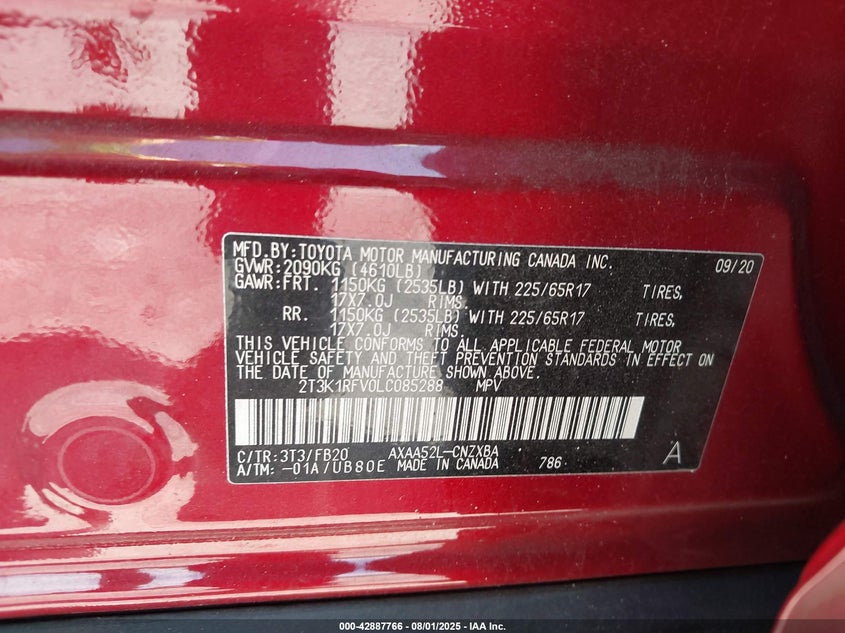 MFD.BY:TOYOTA MOTOR MANUFACTURING CANADA INC. 09/20
GVWR:2090KG (4610LB)
GAWR:FRT. 1150KG (2535LB) WITH 225/65R17 TIRES,
17X7.0J RIMS.
RR. 1150KG (2535LB) WITH 225/65R17 TIRES,
17X7.0J RIMS.
THIS VEHICLE CONFORMS TO ALL APPLICABLE FEDERAL MOTOR
VEHICLE SAFETY AND THEFT PREVENTION STANDARDS IN EFFECT ON
THE DATE OF MANUFACTURE SHOWN ABOVE.
2T3K1RFV0LC085288 MPV
C/TR:3T3/FB20 AXAA52L-CNZXBA
A/TM:-01A/UB80E MADE IN CANADA 786 A
000-42887766 - 08/01/2025 - IAA Inc.